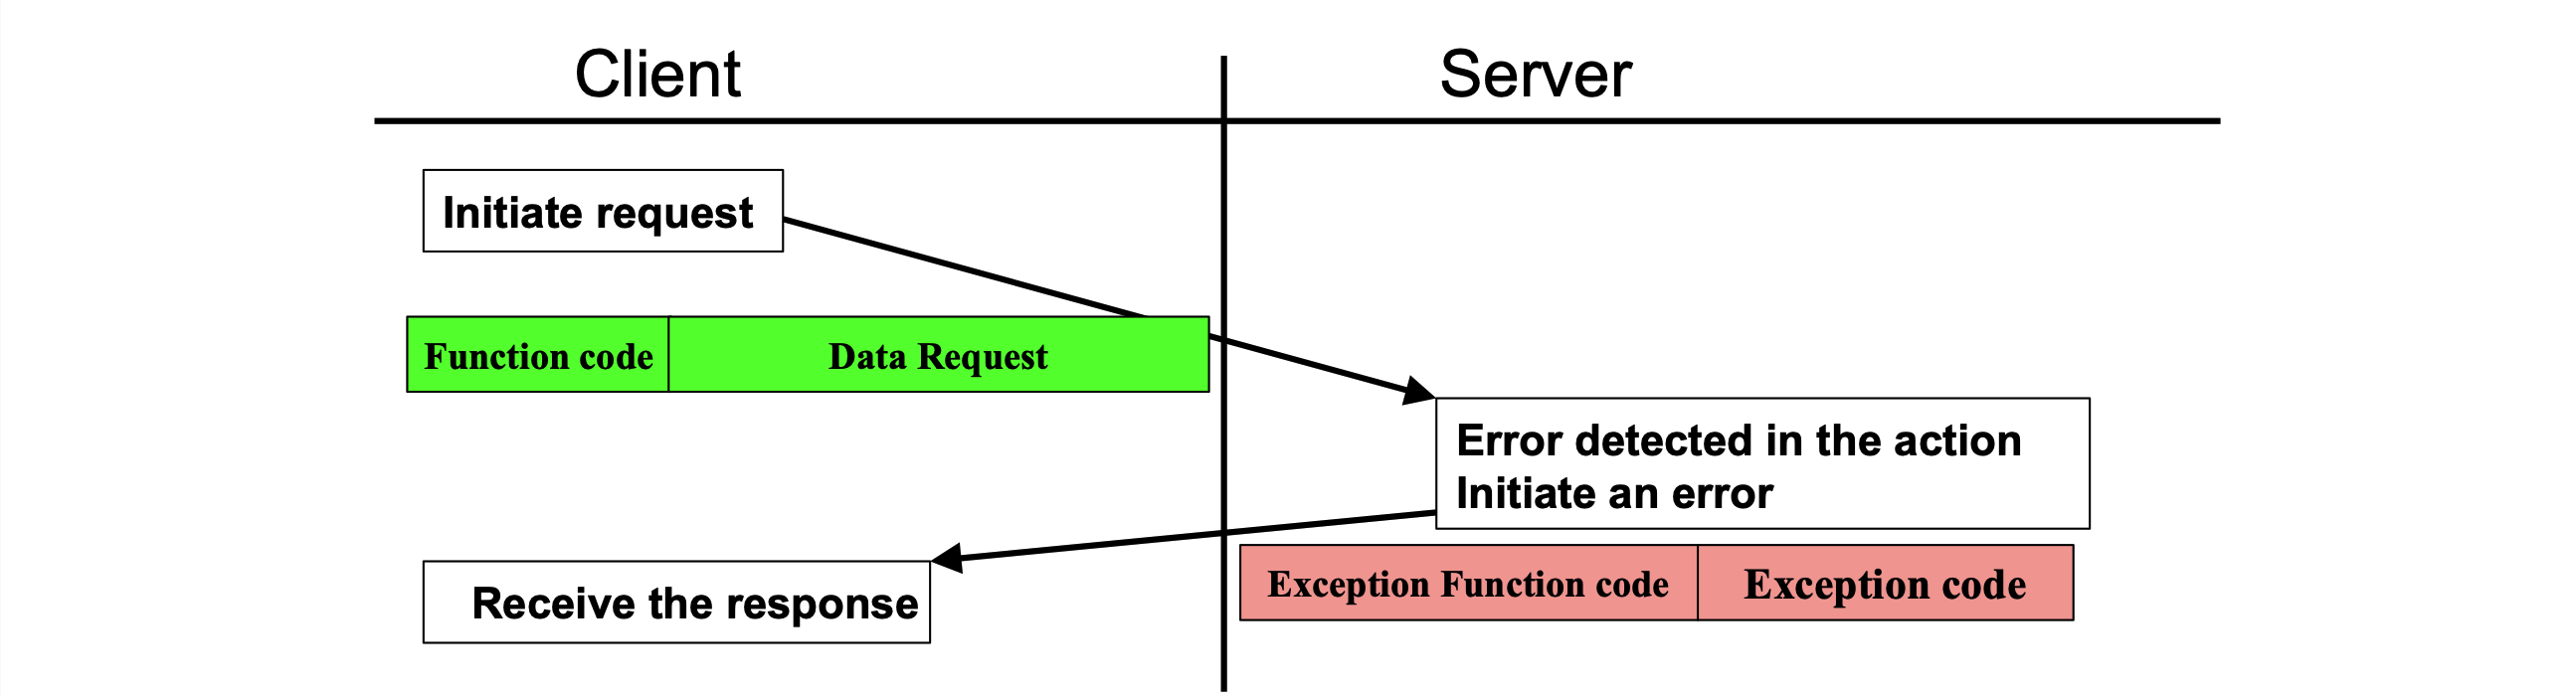 Client
Server
Initiate request
Function code
Data Request
Error detected in the action
Initiate an error
Exception Function code
Exception code
Receive the response